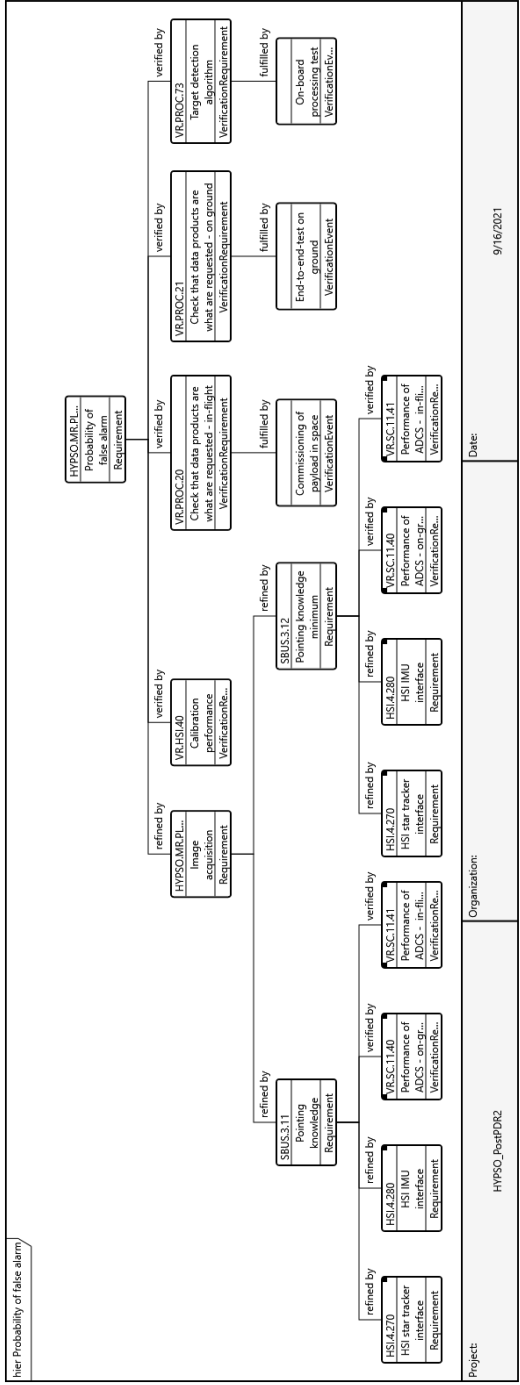 hier Probability of false alarm
HYPSO.MR.PL...
Probability of
false alarm
Requirement
refined by
verified by
verified by
verified by
verified by
HYPSO.MR.PL...
Image
acquisition
Requirement
VR.HSI.40
Calibration
performance
VerificationRe...
VR.PROC.20
Check that data products are
what are requested - in-flight
VerificationRequirement
VR.PROC.21
Check that data products are
what are requested - on ground
VerificationRequirement
VR.PROC.73
Target detection
algorithm
VerificationRequirement
refined by
refined by
fulfilled by
fulfilled by
fulfilled by
SBUS.3.11
Pointing
knowledge
Requirement
SBUS.3.12
Pointing knowledge
minimum
Requirement
Commissioning of
payload in space
VerificationEvent
End-to-end-test on
ground
VerificationEvent
On-board
processing test
VerificationEv...
refined by
refined by
verified by
verified by
refined by
refined by
verified by
verified by
HSI.4.270
HSI star tracker
interface
Requirement
HSI.4.280
HSI IMU
interface
Requirement
VR.SC.11.40
Performance of
ADCS - on-gr...
VerificationRe...
VR.SC.11.41
Performance of
ADCS - in-fli...
VerificationRe...
HSI.4.270
HSI star tracker
interface
Requirement
HSI.4.280
HSI IMU
interface
Requirement
VR.SC.11.40
Performance of
ADCS - on-gr...
VerificationRe...
VR.SC.11.41
Performance of
ADCS - in-fli...
VerificationRe...
Project:
HYPSO_PostPDR2
Organization:
Date:
9/16/2021